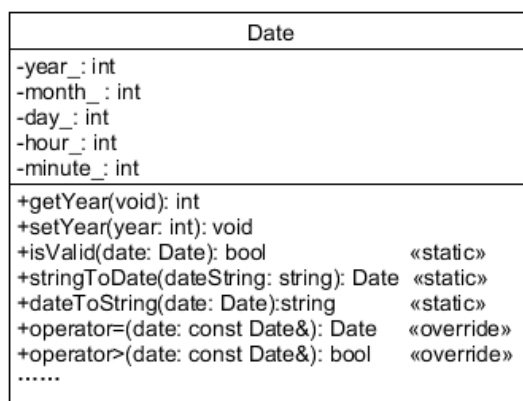 Date
-year_: int
-month_ : int
-day_: int
-hour_: int
-minute_: int
+getYear(void): int
+setYear(year: int): void
+isValid(date: Date): bool «static»
+stringToDate(dateString: string): Date «static»
+dateToString(date: Date):string «static»
+operator=(date: const Date&): Date «override»
+operator>(date: const Date&): bool «override»
……